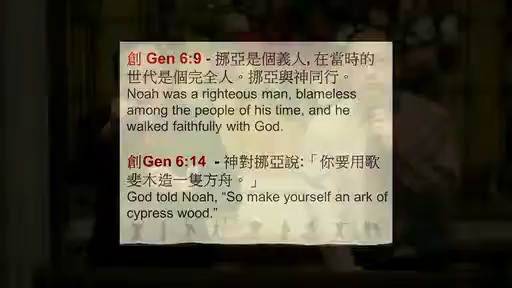 創 Gen 6:9 - 挪亞是個義人, 在當時的
世代是個完全人。挪亞與神同行。
Noah was a righteous man, blameless
among the people of his time, and he
walked faithfully with God.
創Gen 6:14 - 神對挪亞說:「你要用歌
斐木造一隻方舟。」
God told Noah, “So make yourself an ark of
cypress wood.”